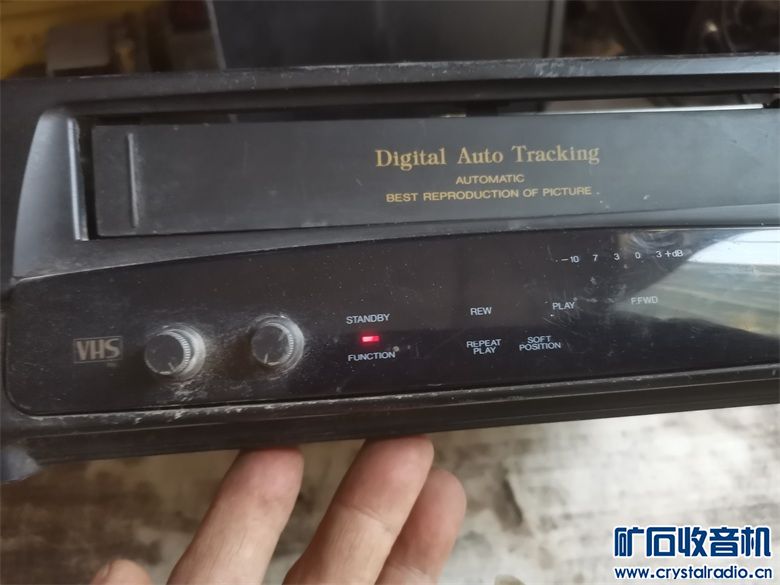 Digital Auto Tracking
AUTOMATIC
BEST REPRODUCTION OF PICTURE.
-10 7 3 0 3 +dB
STANDBY
REW
PLAY
F.FWD
VHS
FUNCTION
REPEAT
PLAY
SOFT
POSITION
矿石收音机
www.crystalradio.cn